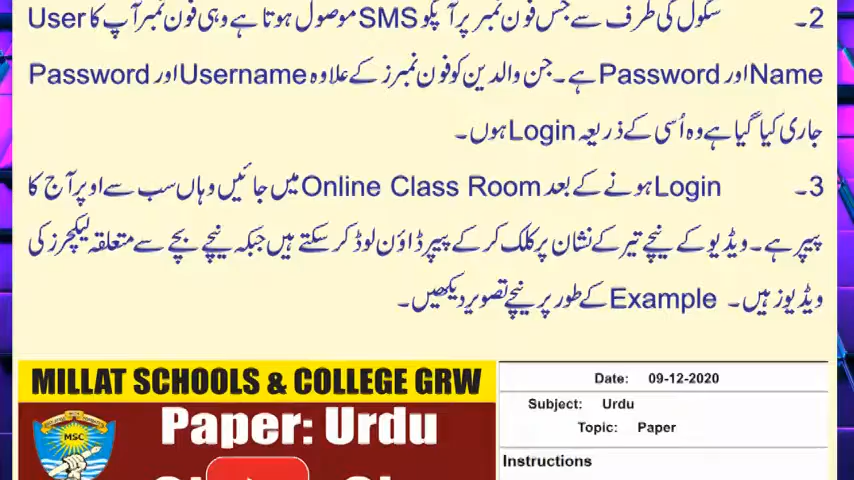 2۔ سکول کی طرف سے جس فون نمبر پر آپکو SMS موصول ہوتا ہے وہی فون نمبر آپ کا User
Name اور Password ہے۔ جن والدین کو فون نمبرز کے علاوہ Username اور Password
جاری کیا گیا ہے وہ اُسی کے ذریعہ Login ہوں۔
3۔ Login ہونے کے بعد Online Class Room میں جائیں وہاں سب سے اوپر آج کا
پیپر ہے۔ ویڈیو کے نیچے تیر کے نشان پر کلک کر کے پیپر ڈاؤن لوڈ کر سکتے ہیں جبکہ نیچے بچے سے متعلقہ لیکچرز کی
ویڈیوز ہیں۔ Example کے طور پر نیچے تصویر دیکھیں۔
MILLAT SCHOOLS & COLLEGE GRW
Paper: Urdu
MSC
Date: 09-12-2020
Subject: Urdu
Topic: Paper
Instructions